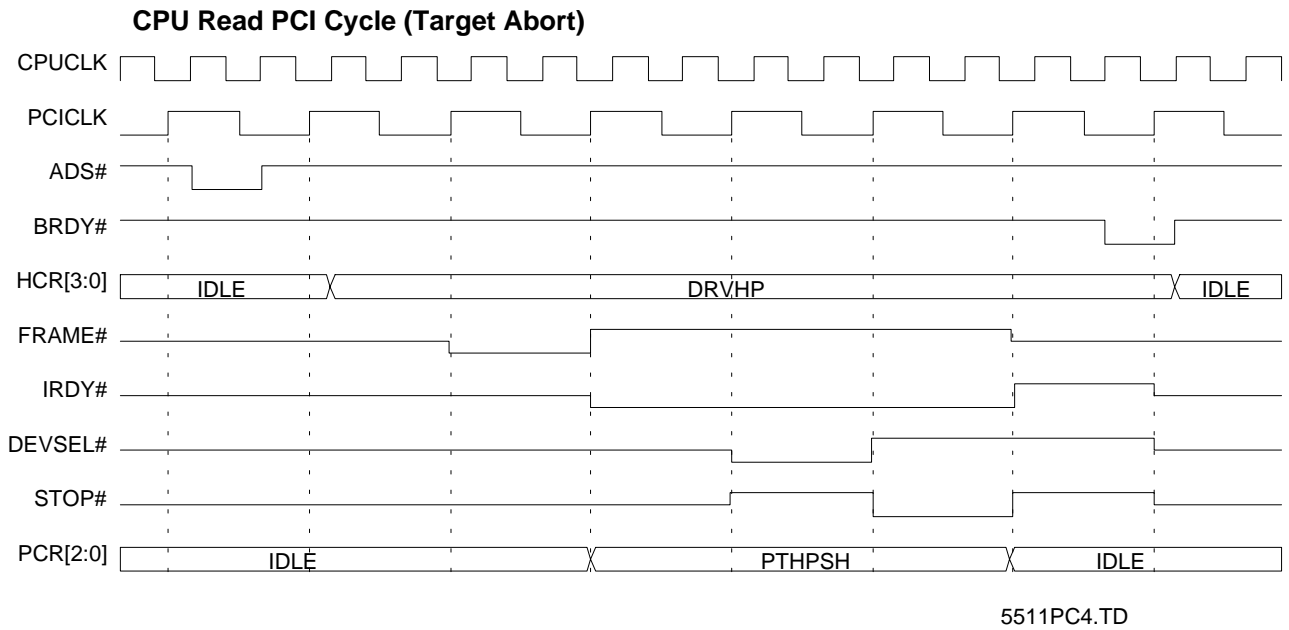 CPU Read PCI Cycle (Target Abort)
CPUCLK
PCICLK
ADS#
BRDY#
HCR[3:0] IDLE DRVHP IDLE
FRAME#
IRDY#
DEVSEL#
STOP#
PCR[2:0] IDLE PTHPSH IDLE
5511PC4.TD